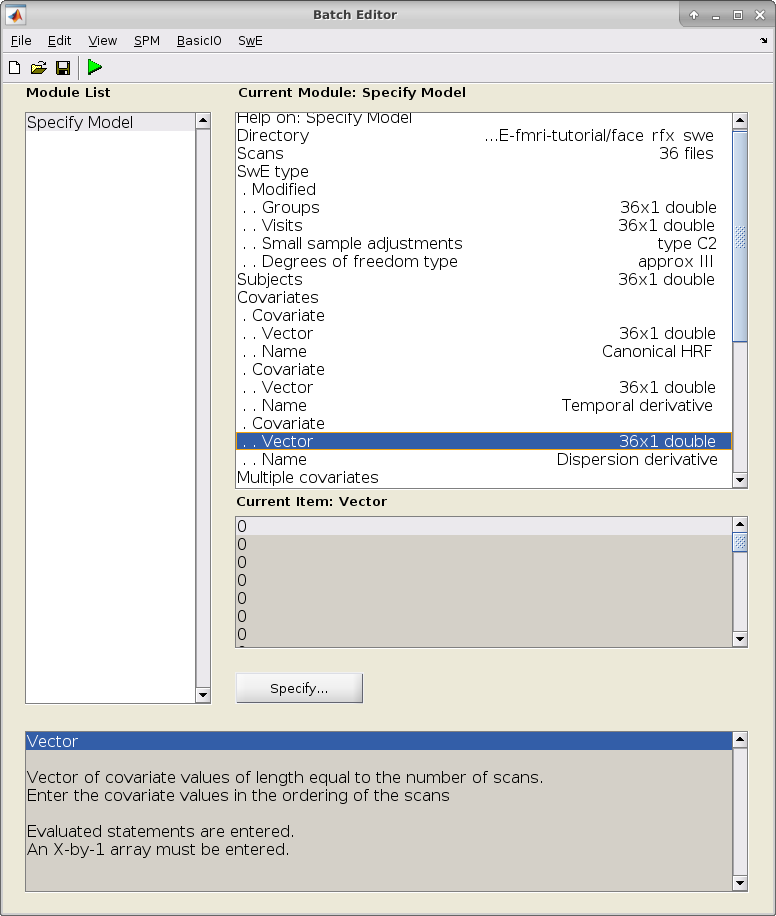 Batch Editor
File Edit View SPM BasicIO SwE
Module List
Specify Model
Current Module: Specify Model
Help on: Specify Model
Directory ...E-fmri-tutorial/face_rfx_swe
Scans 36 files
SwE type
. Modified
. . Groups 36x1 double
. . Visits 36x1 double
. . Small sample adjustments type C2
. . Degrees of freedom type approx III
Subjects 36x1 double
Covariates
. Covariate
. . Vector 36x1 double
. . Name Canonical HRF
. Covariate
. . Vector 36x1 double
. . Name Temporal derivative
. Covariate
. . Vector 36x1 double
. . Name Dispersion derivative
Multiple covariates
Current Item: Vector
0
0
0
0
0
0
0
Specify...
Vector
Vector of covariate values of length equal to the number of scans.
Enter the covariate values in the ordering of the scans
Evaluated statements are entered.
An X-by-1 array must be entered.